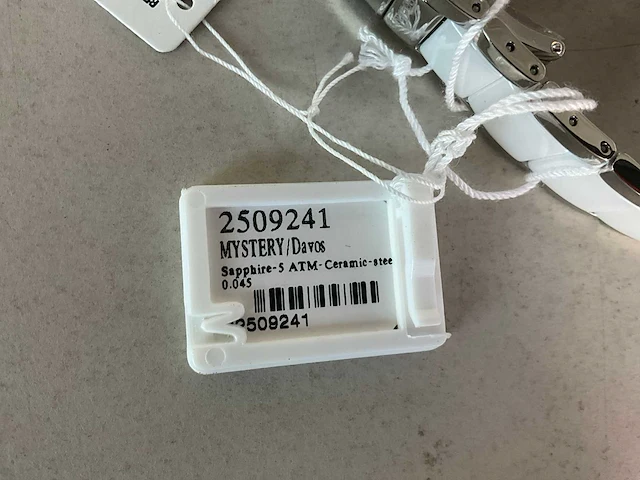 2509241
MYSTERY/Davos
Sapphire-5 ATM-Ceramic-stee
0.045
2509241